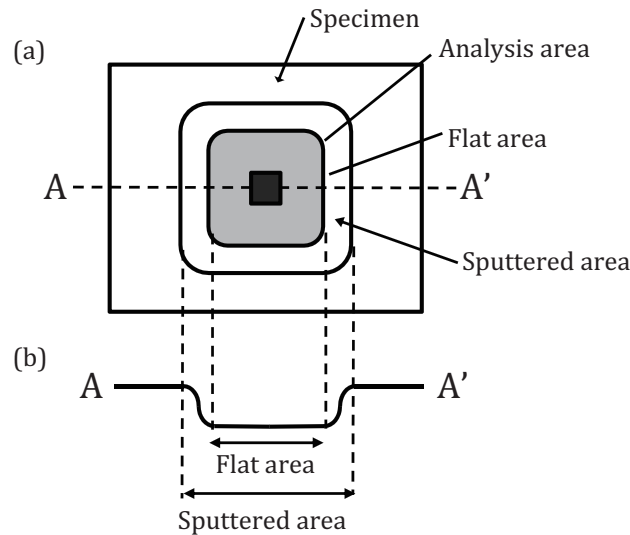 Specimen
(a)
Analysis area
Flat area
A
A’
Sputtered area
(b)
A
A’
Flat area
Sputtered area